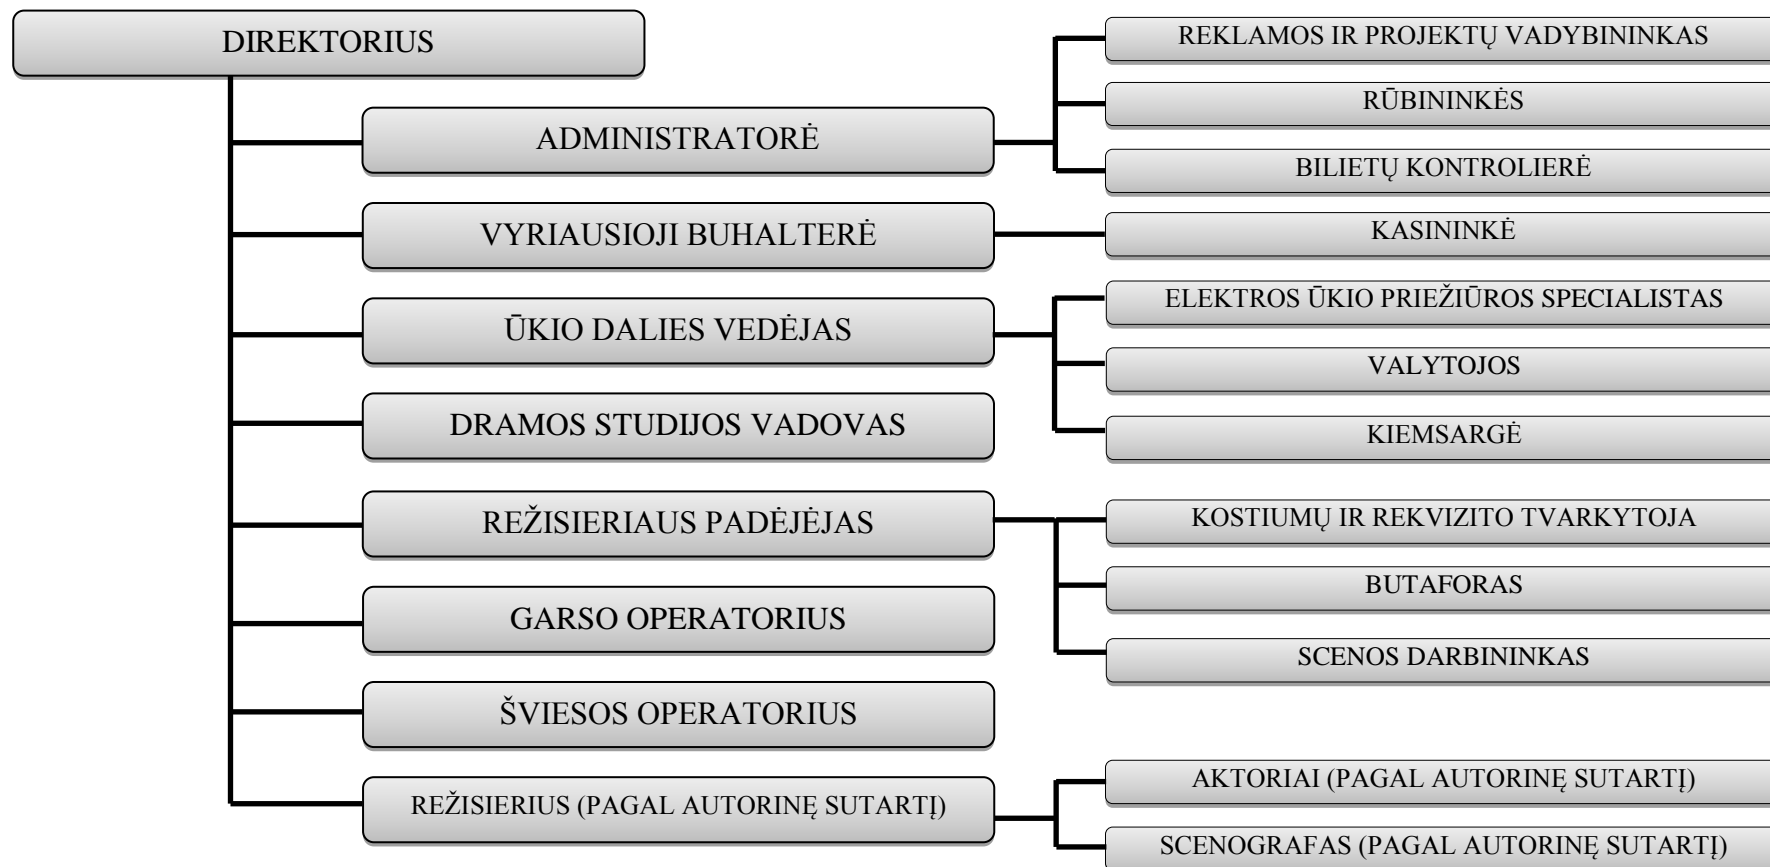 DIREKTORIUS
REKLAMOS IR PROJEKTŲ VADYBININKAS
RŪBININKĖS
ADMINISTRATORĖ
BILIETŲ KONTROLIERĖ
VYRIAUSIOJI BUHALTERĖ
KASININKĖ
ELEKTROS ŪKIO PRIEŽIŪROS SPECIALISTAS
ŪKIO DALIES VEDĖJAS
VALYTOJOS
DRAMOS STUDIJOS VADOVAS
KIEMSARGĖ
REŽISIERIAUS PADĖJĖJAS
KOSTIUMŲ IR REKVIZITO TVARKYTOJA
BUTAFORAS
GARSO OPERATORIUS
SCENOS DARBININKAS
ŠVIESOS OPERATORIUS
AKTORIAI (PAGAL AUTORINĘ SUTARTĮ)
REŽISIERIUS (PAGAL AUTORINĘ SUTARTĮ)
SCENOGRAFAS (PAGAL AUTORINĘ SUTARTĮ)